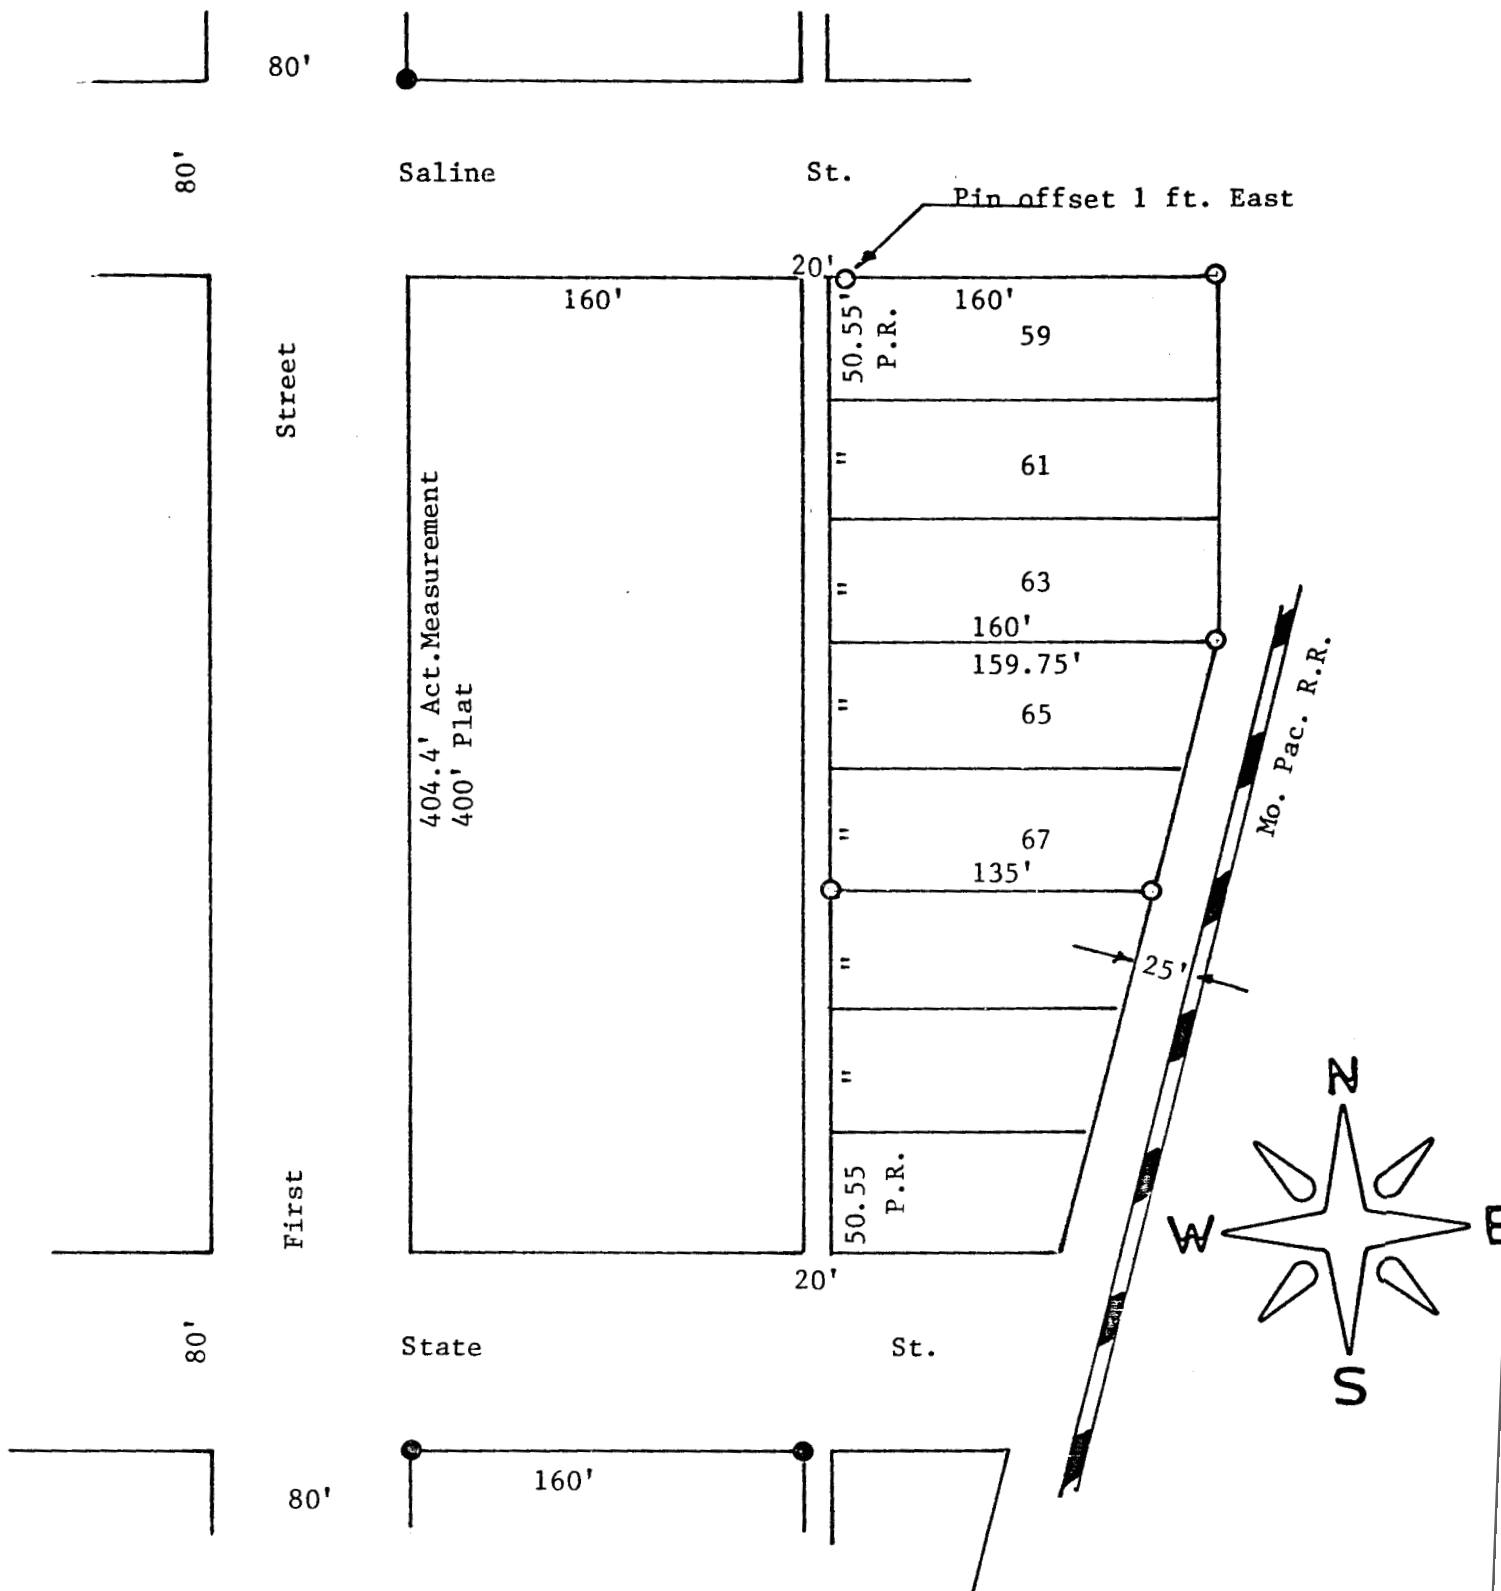 80'
80'
Saline St.
Pin offset 1 ft. East
20'
160'
160'
50.55'
P.R.
59
Street
"
61
404.4' Act.Measurement
400' Plat
"
63
160'
159.75'
"
65
Mo. Pac. R.R.
"
67
135'
"
25'
"
N
W
E
S
50.55
P.R.
First
20'
80'
State St.
160'
80'